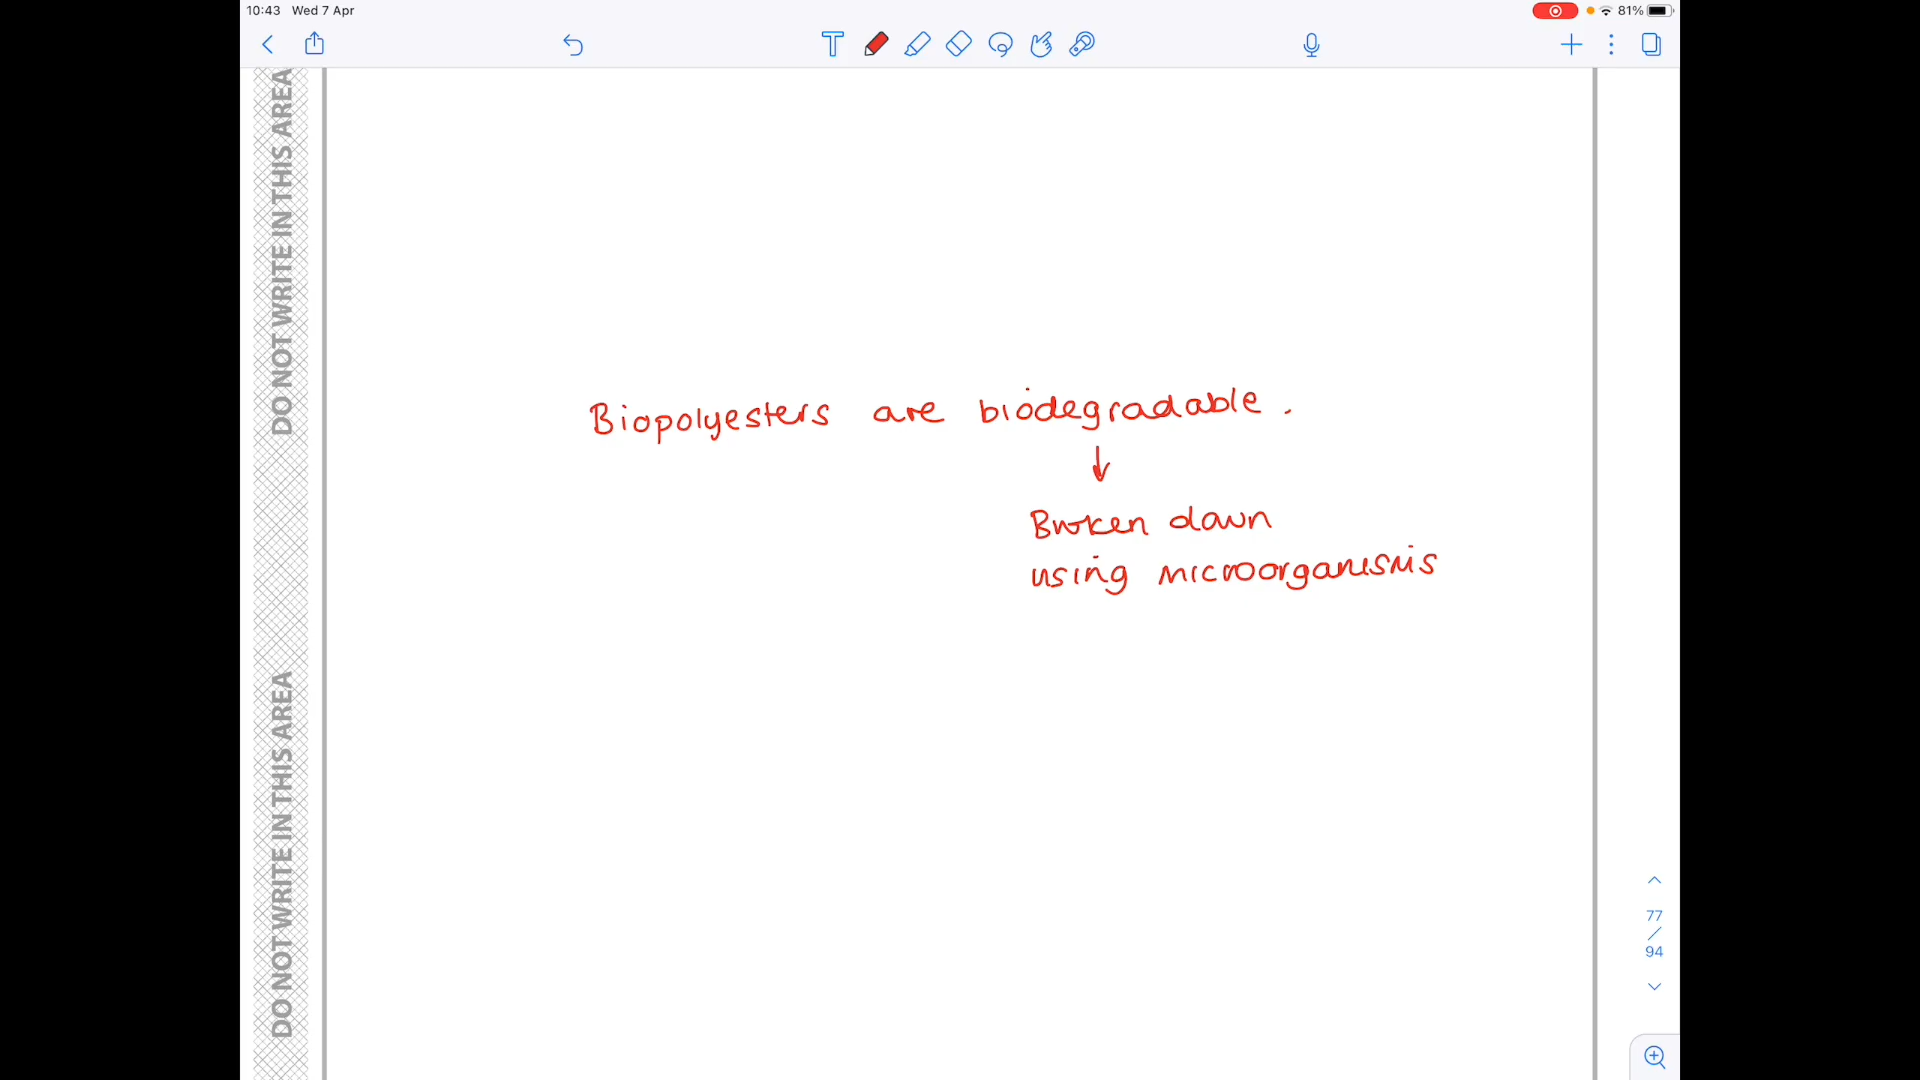 10:43 Wed 7 Apr
81%
DO NOT WRITE IN THIS AREA
DO NOT WRITE IN THIS AREA
Biopolyesters are biodegradable.
↓
Broken down
using microorganisms
77
/
94